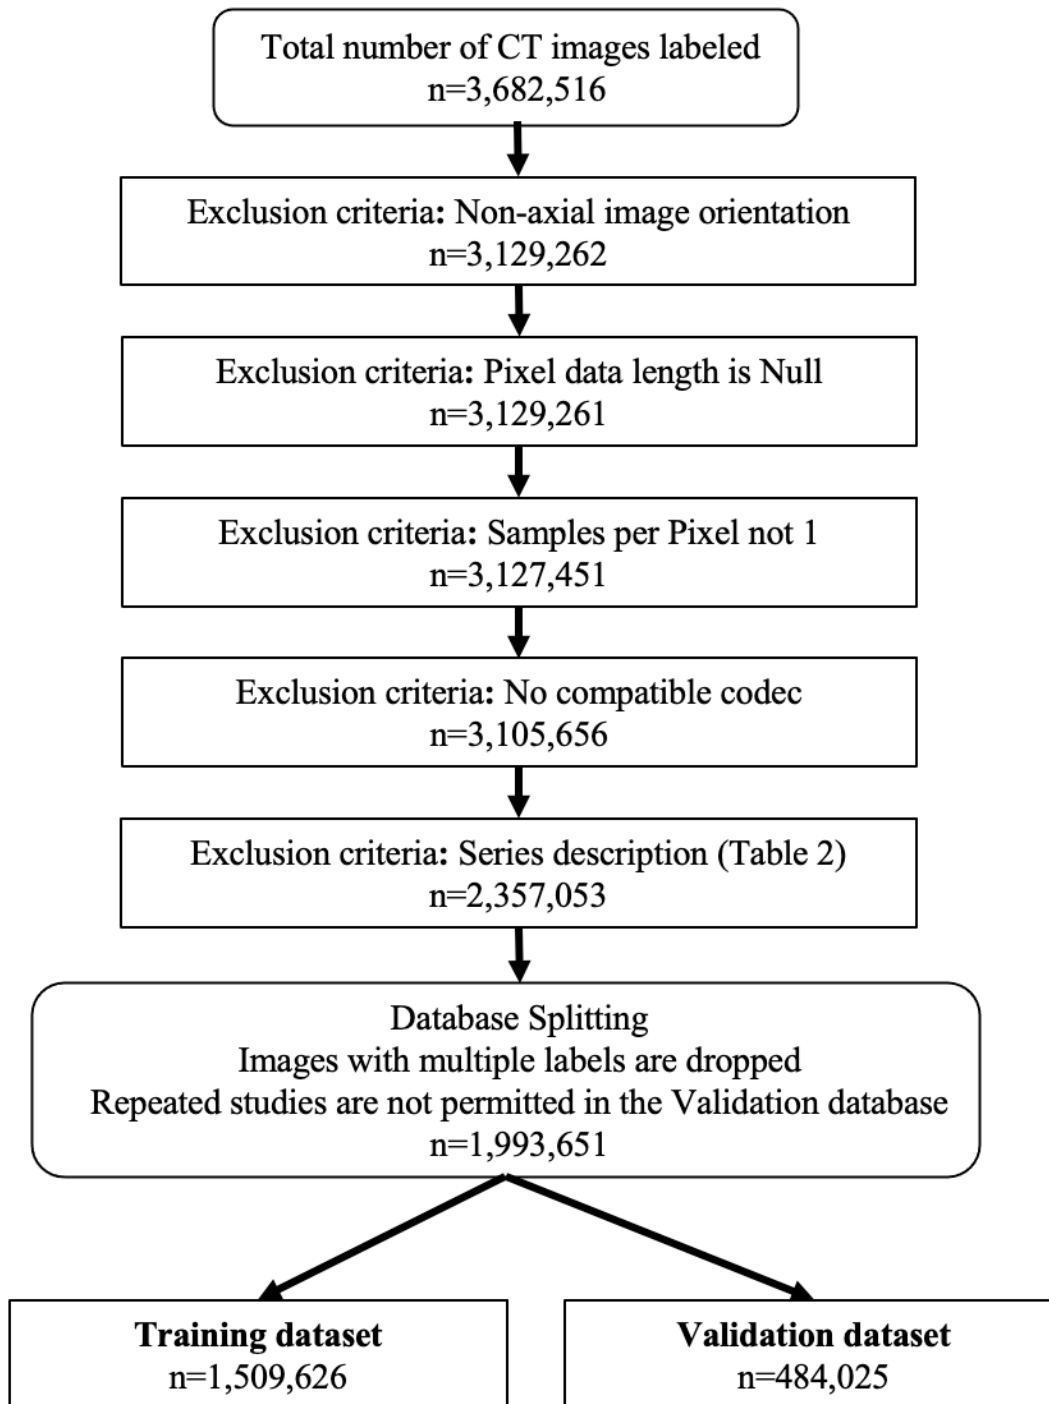 Total number of CT images labeled
n=3,682,516
Exclusion criteria: Non-axial image orientation
n=3,129,262
Exclusion criteria: Pixel data length is Null
n=3,129,261
Exclusion criteria: Samples per Pixel not 1
n=3,127,451
Exclusion criteria: No compatible codec
n=3,105,656
Exclusion criteria: Series description (Table 2)
n=2,357,053
Database Splitting
Images with multiple labels are dropped
Repeated studies are not permitted in the Validation database
n=1,993,651
Training dataset
n=1,509,626
Validation dataset
n=484,025